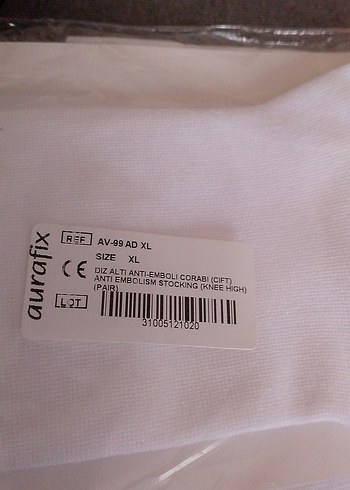 aurafix
REF AV-99 AD XL
SIZE XL
CE DIZ ALTI ANTI-EMBOLI CORABI (CIFT)
ANTI EMBOLISM STOCKING (KNEE HIGH)
(PAIR)
LOT
31005121020